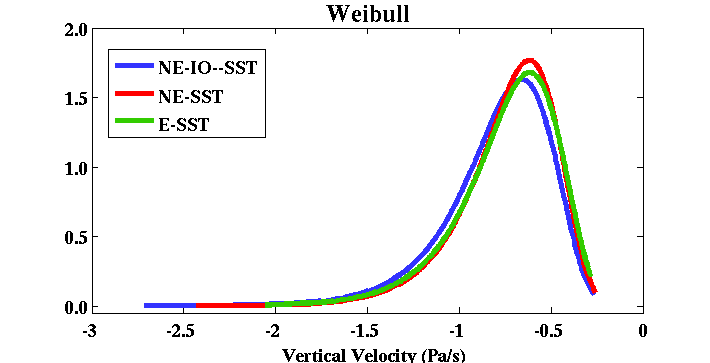 Weibull
2.0
1.5
1.0
0.5
0.0
NE-IO--SST
NE-SST
E-SST
-3 -2.5 -2 -1.5 -1 -0.5 0
Vertical Velocity (Pa/s)